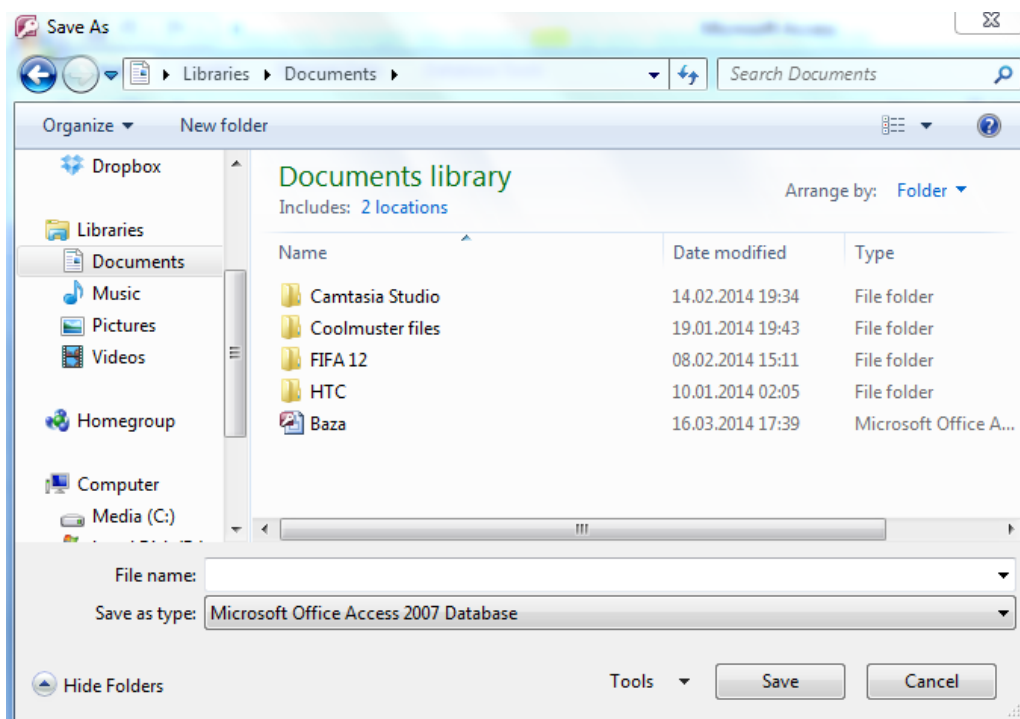 Save As
Microsoft Access
Libraries Documents Search Documents
Organize New folder
Dropbox
Libraries
Documents
Music
Pictures
Videos
Homegroup
Computer
Media (C:)
Documents library
Includes: 2 locations
Arrange by: Folder
Name Date modified Type
Camtasia Studio 14.02.2014 19:34 File folder
Coolmuster files 19.01.2014 19:43 File folder
FIFA 12 08.02.2014 15:11 File folder
HTC 10.01.2014 02:05 File folder
Baza 16.03.2014 17:39 Microsoft Office A...
File name:
Save as type: Microsoft Office Access 2007 Database
Hide Folders Tools Save Cancel